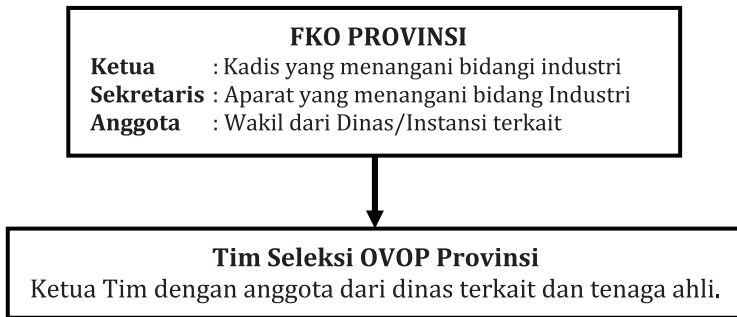 FKO PROVINSI
Ketua : Kadis yang menangani bidangi industri
Sekretaris : Aparat yang menangani bidang Industri
Anggota : Wakil dari Dinas/Instansi terkait
Tim Seleksi OVOP Provinsi
Ketua Tim dengan anggota dari dinas terkait dan tenaga ahli.